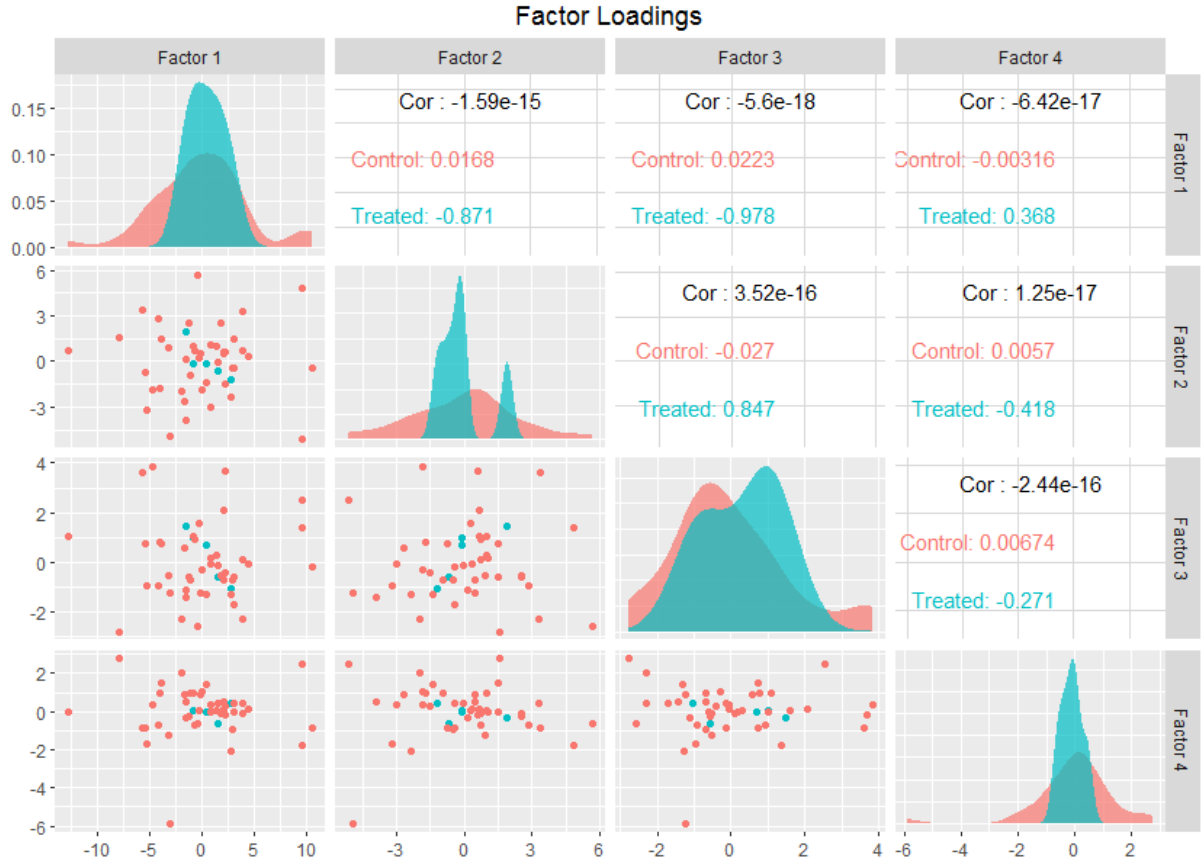 Factor Loadings
Factor 1 Factor 2 Factor 3 Factor 4
0.15
0.10
0.05
0.00
Cor : -1.59e-15
Control: 0.0168
Treated: -0.871
Cor : -5.6e-18
Control: 0.0223
Treated: -0.978
Cor : -6.42e-17
Control: -0.00316
Treated: 0.368
Factor 1
6
3
0
-3
Cor : 3.52e-16
Control: -0.027
Treated: 0.847
Cor : 1.25e-17
Control: 0.0057
Treated: -0.418
Factor 2
4
2
0
-2
Cor : -2.44e-16
Control: 0.00674
Treated: -0.271
Factor 3
2
0
-2
-4
-6
Factor 4
-10 -5 0 5 10
-3 0 3 6
-2 0 2 4
-6 -4 -2 0 2